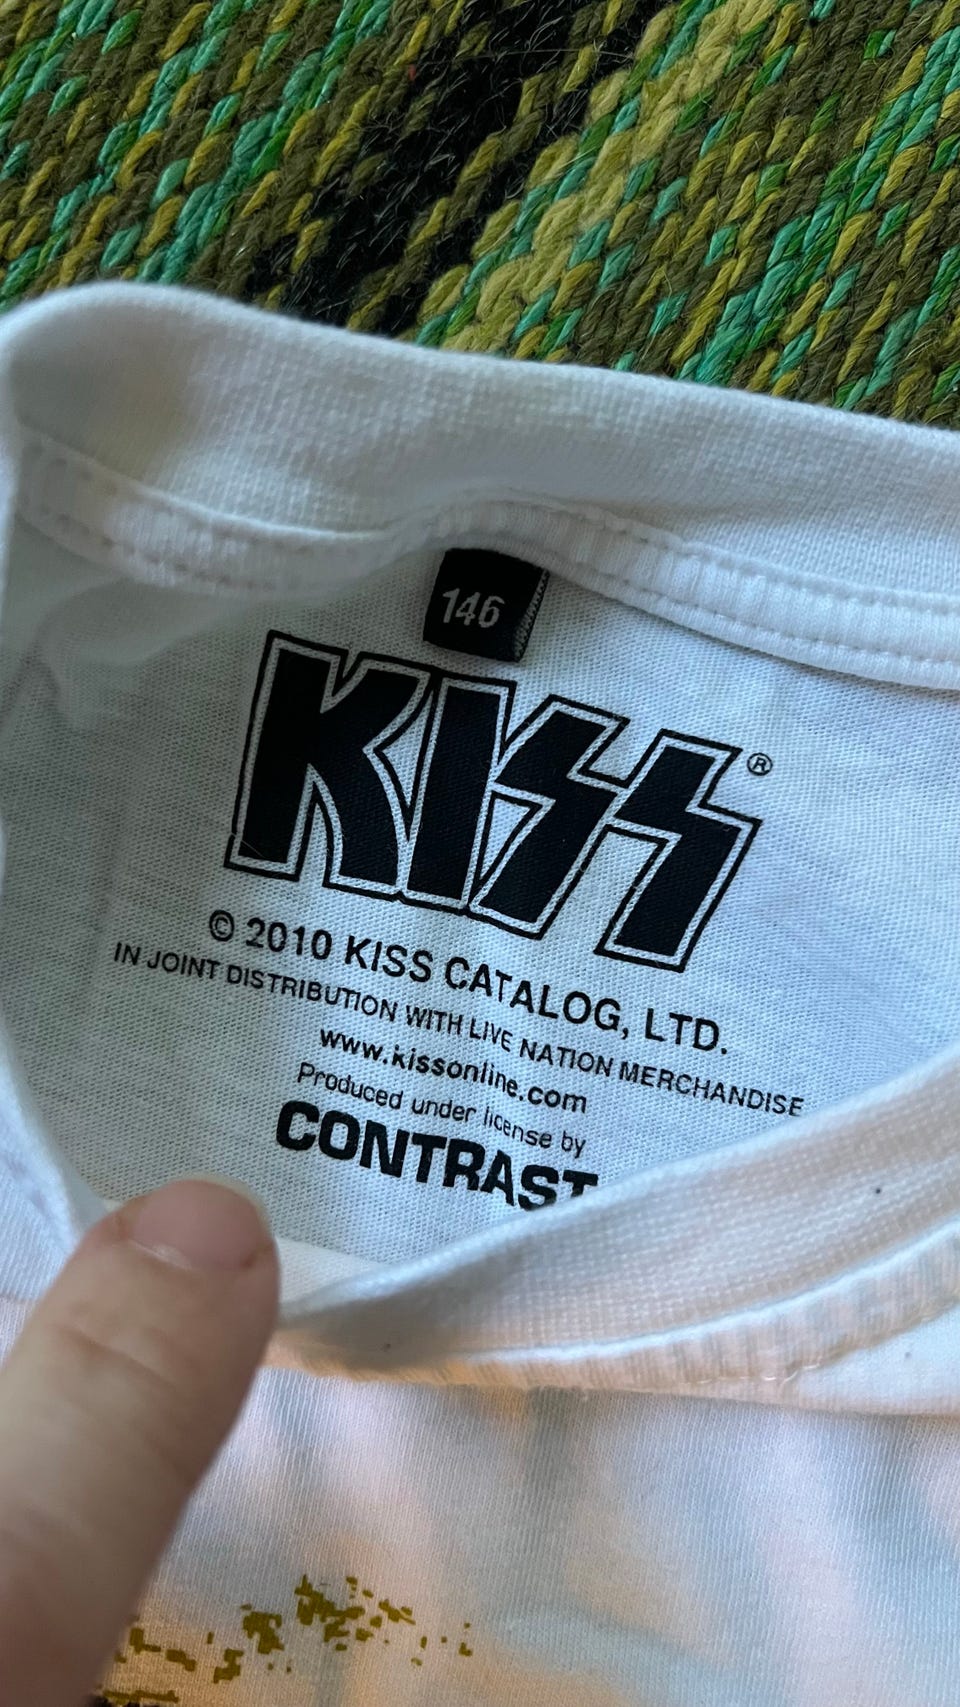 146
KISS®
© 2010 KISS CATALOG, LTD.
IN JOINT DISTRIBUTION WITH LIVE NATION MERCHANDISE
www.kissonline.com
Produced under license by
CONTRAST